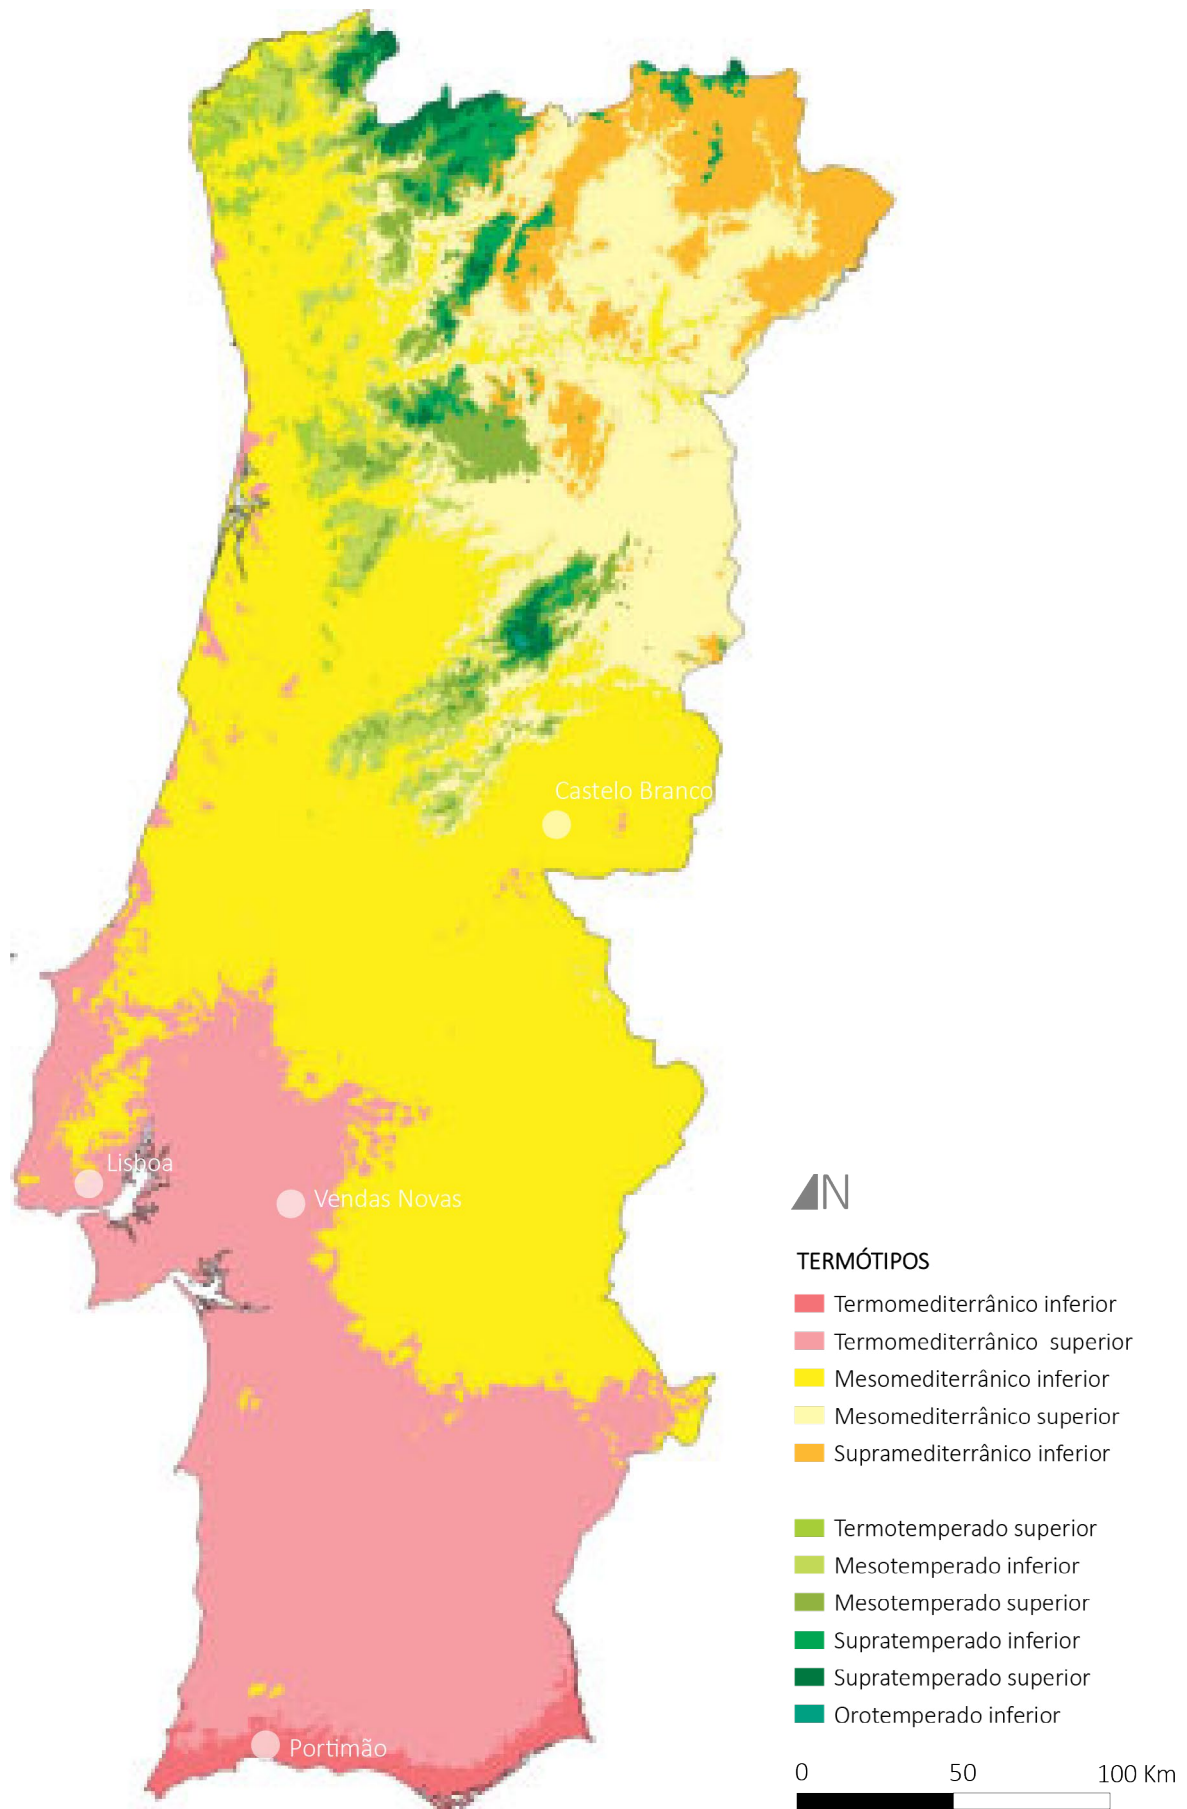 Castelo Branco
Lisboa
Vendas Novas
Portimão
N
TERMÓTIPOS
Termomediterrânico inferior
Termomediterrânico superior
Mesomediterrânico inferior
Mesomediterrânico superior
Supramediterrânico inferior
Termotemperado superior
Mesotemperado inferior
Mesotemperado superior
Supratemperado inferior
Supratemperado superior
Orotemperado inferior
0 50 100 Km